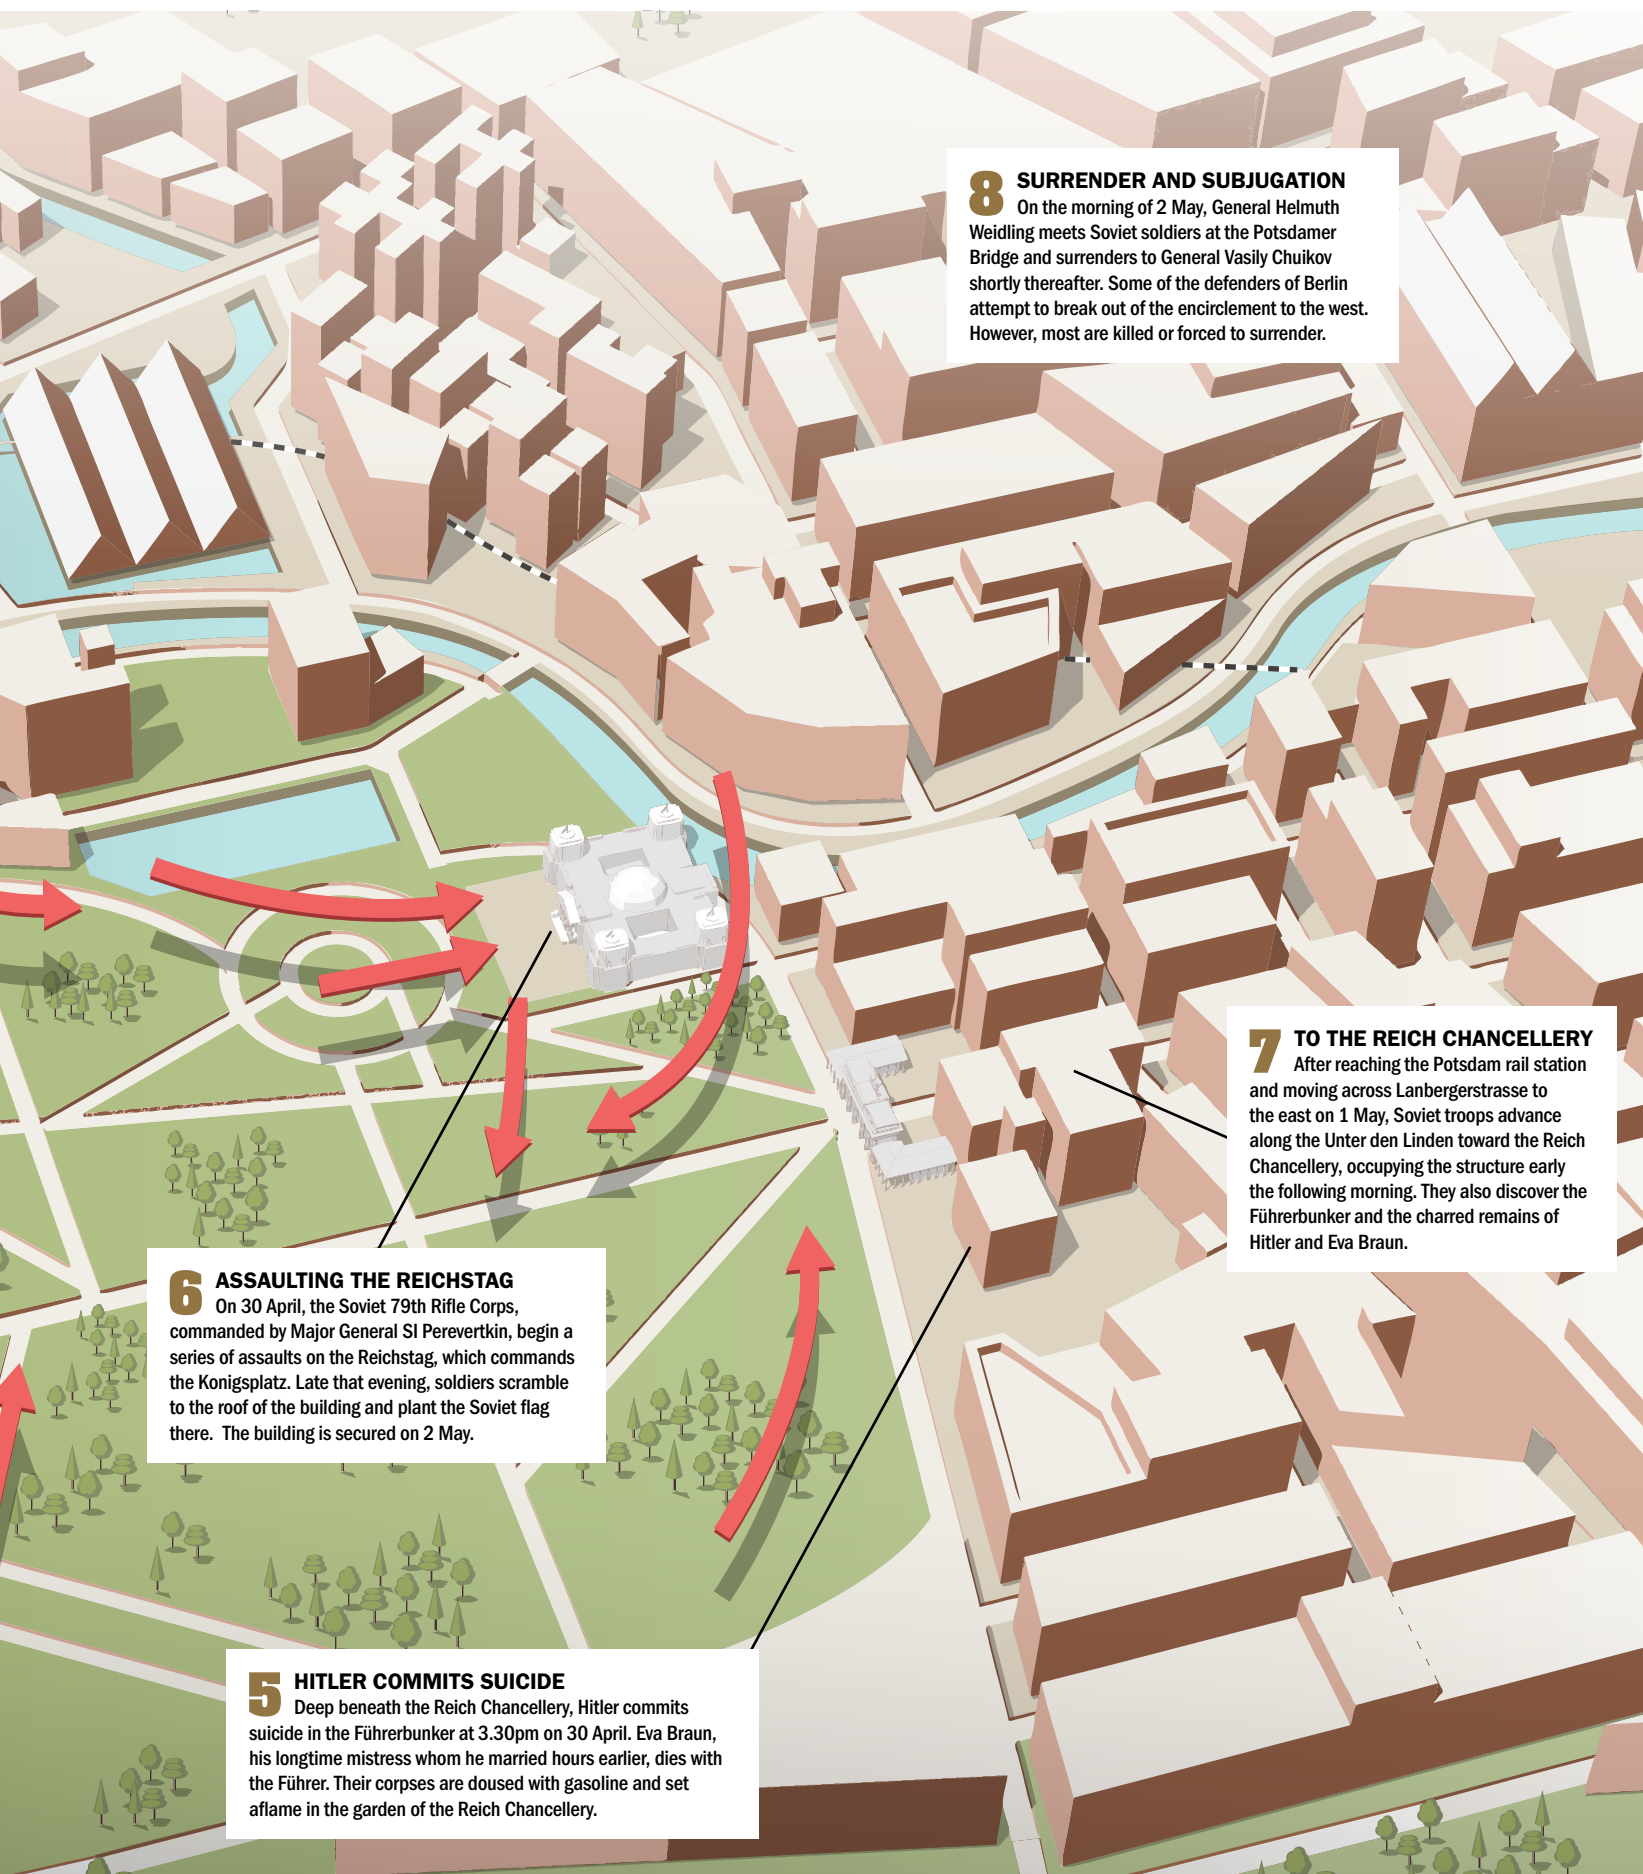 8 SURRENDER AND SUBJUGATION
On the morning of 2 May, General Helmuth
Weidling meets Soviet soldiers at the Potsdamer
Bridge and surrenders to General Vasily Chuikov
shortly thereafter. Some of the defenders of Berlin
attempt to break out of the encirclement to the west.
However, most are killed or forced to surrender.
7 TO THE REICH CHANCELLERY
After reaching the Potsdam rail station
and moving across Lanbergerstrasse to
the east on 1 May, Soviet troops advance
along the Unter den Linden toward the Reich
Chancellery, occupying the structure early
the following morning. They also discover the
Führerbunker and the charred remains of
Hitler and Eva Braun.
6 ASSAULTING THE REICHSTAG
On 30 April, the Soviet 79th Rifle Corps,
commanded by Major General SI Perevertkin, begin a
series of assaults on the Reichstag, which commands
the Konigsplatz. Late that evening, soldiers scramble
to the roof of the building and plant the Soviet flag
there. The building is secured on 2 May.
5 HITLER COMMITS SUICIDE
Deep beneath the Reich Chancellery, Hitler commits
suicide in the Führerbunker at 3.30pm on 30 April. Eva Braun,
his longtime mistress whom he married hours earlier, dies with
the Führer. Their corpses are doused with gasoline and set
aflame in the garden of the Reich Chancellery.